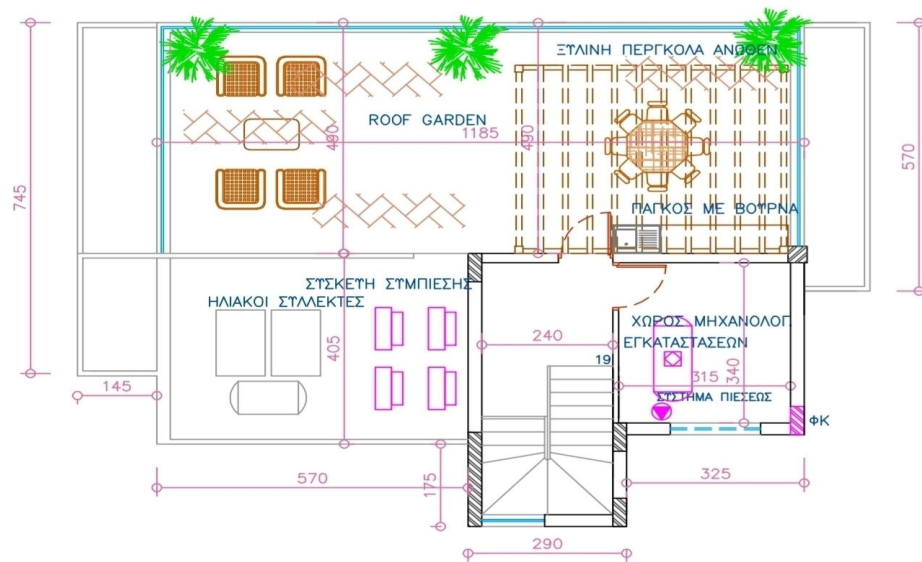 ΞΥΛΙΝΗ ΠΕΡΓΚΟΛΑ ΑΝΩΘΕΝ
ROOF GARDEN
490
1185
490
745
570
ΠΑΓΚΟΣ ΜΕ ΒΟΥΡΝΑ
ΣΥΣΚΕΥΗ ΣΥΜΠΙΕΣΗΣ
ΗΛΙΑΚΟΙ ΣΥΛΛΕΚΤΕΣ
ΧΩΡΟΣ ΜΗΧΑΝΟΛΟΓ.
ΕΓΚΑΤΑΣΤΑΣΕΩΝ
240
405
19
340
315
145
ΣΥΣΤΗΜΑ ΠΙΕΣΕΩΣ
ΦΚ
570
175
325
290